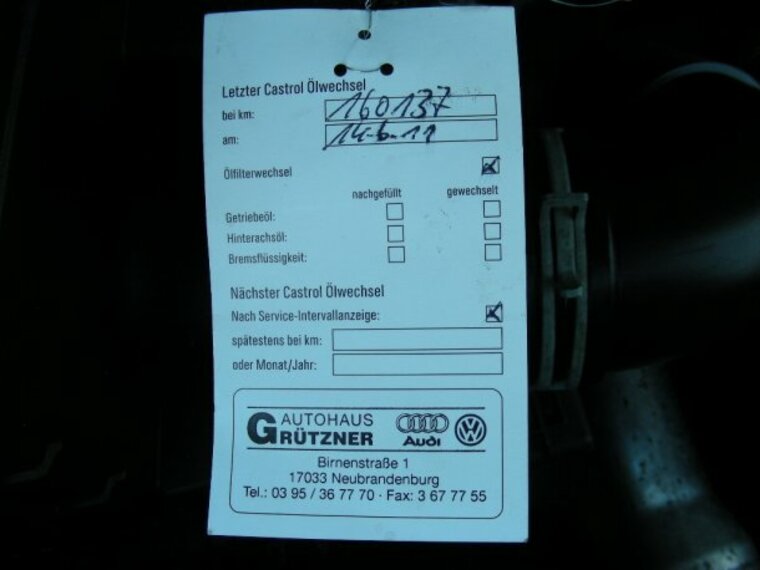 Letzter Castrol Ölwechsel
bei km: 160137
am: 14.6.11
Ölfilterwechsel
nachgefüllt gewechselt
Getriebeöl:
Hinterachsöl:
Bremsflüssigkeit:
Nächster Castrol Ölwechsel
Nach Service-Intervallanzeige:
spätestens bei km:
oder Monat/Jahr:
AUTOHAUS
GRÜTZNER Audi VW
Birnenstraße 1
17033 Neubrandenburg
Tel.: 03 95 / 36 77 70 · Fax: 3 67 77 55